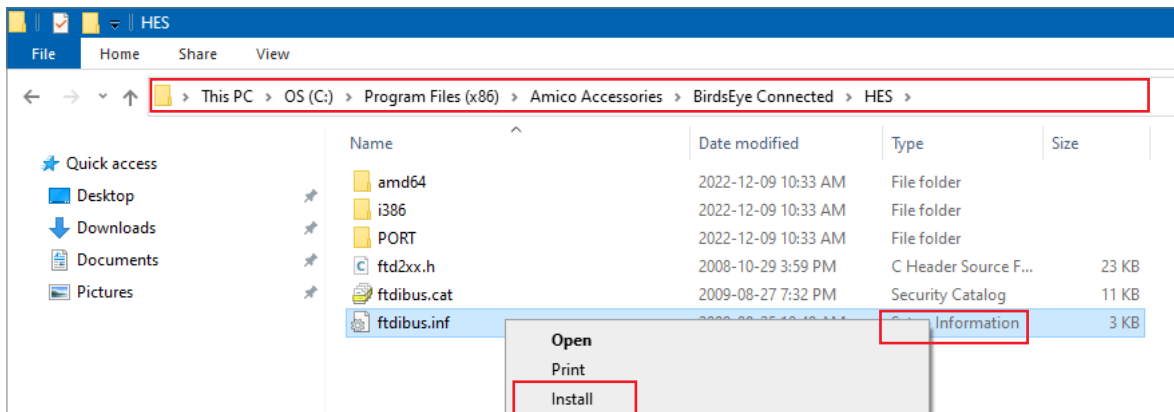 HES
File Home Share View
This PC > OS (C:) > Program Files (x86) > Amico Accessories > BirdsEye Connected > HES >
Name Date modified Type Size
Quick access
Desktop
Downloads
Documents
Pictures
amd64 2022-12-09 10:33 AM File folder
i386 2022-12-09 10:33 AM File folder
PORT 2022-12-09 10:33 AM File folder
ftd2xx.h 2008-10-29 3:59 PM C Header Source F... 23 KB
ftdibus.cat 2009-08-27 7:32 PM Security Catalog 11 KB
ftdibus.inf Information 3 KB
Open
Print
Install